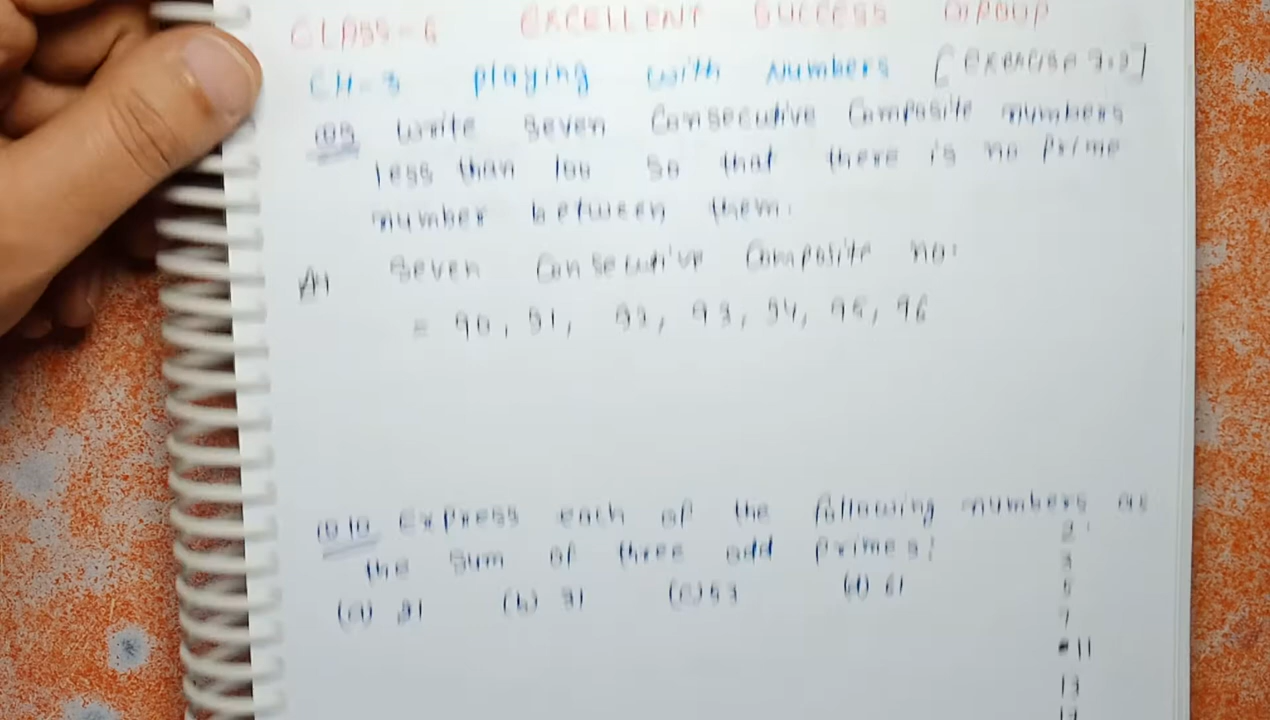 CLASS-6 EXCELLENT SUCCESS GROUP
CH-3 Playing with Numbers [Exercise 3.2]
Q9 Write seven Consecutive Composite numbers
less than 100 so that there is no Prime
number between them.
A) Seven Consecutive Composite no:
= 90, 91, 92, 93, 94, 95, 96
Q10 Express each of the following numbers as
the sum of three odd primes:
(a) 21 (b) 31 (c) 53 (d) 61
2
3
5
7
11
13
17